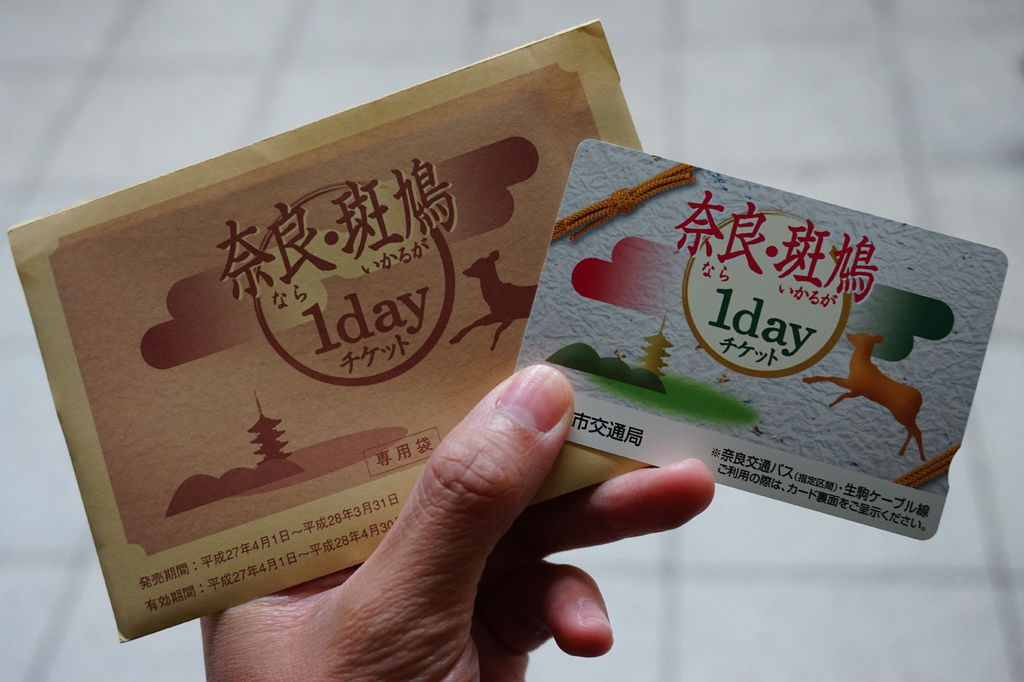 奈良・斑鳩
なら いかるが
1day
チケット
専用袋
発売期間：平成27年4月1日～平成28年3月31日
有効期間：平成27年4月1日～平成28年4月30
奈良・斑鳩
なら いかるが
1day
チケット
市交通局
※奈良交通バス(指定区間)・生駒ケーブル線
ご利用の際は、カード裏面をご呈示ください。